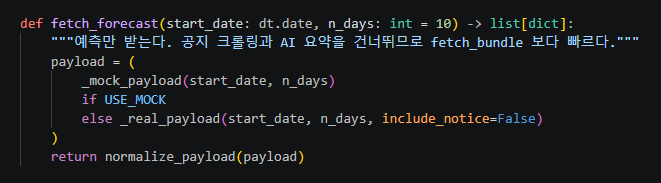 def fetch_forecast(start_date: dt.date, n_days: int = 10) -> list[dict]:
    """예측만 받는다. 공지 크롤링과 AI 요약을 건너뛰므로 fetch_bundle 보다 빠르다."""
    payload = (
        _mock_payload(start_date, n_days)
        if USE_MOCK
        else _real_payload(start_date, n_days, include_notice=False)
    )
    return normalize_payload(payload)